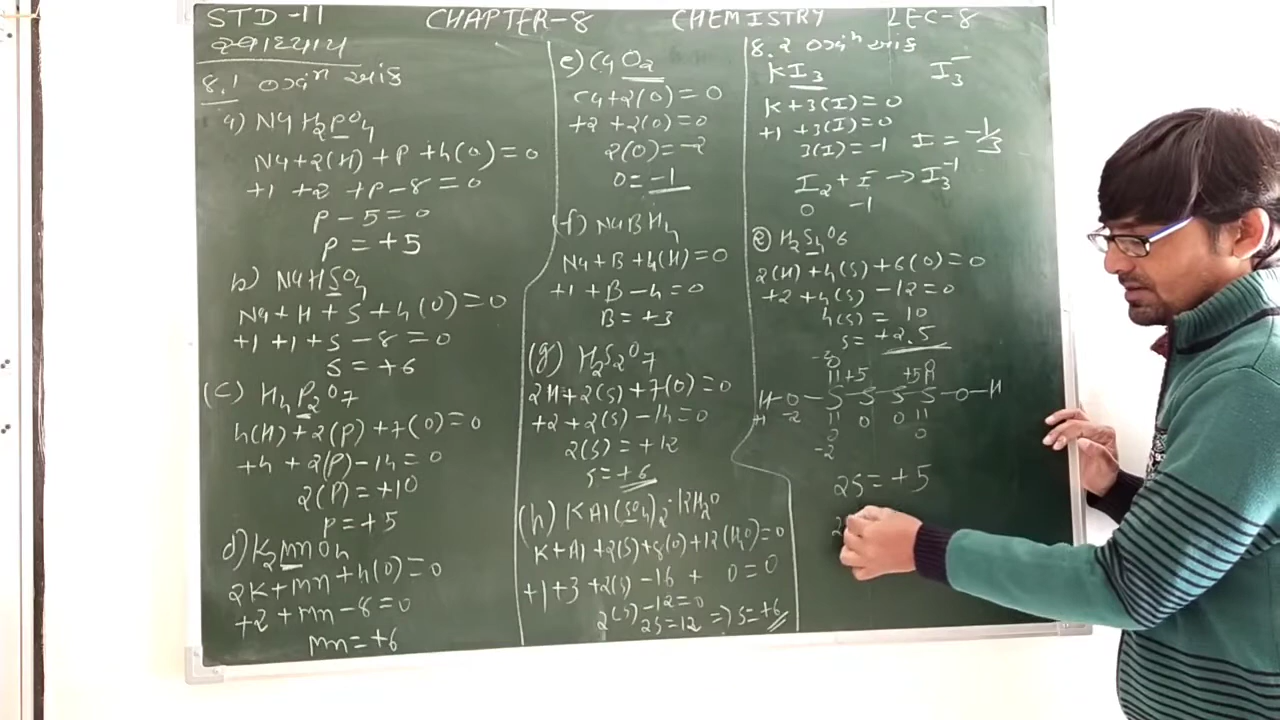 STD-11 CHAPTER-8 CHEMISTRY LEC-8
સ્વાધ્યાય
8.1 ઑક્સિn આંક
a) NaH₂PO₄
Na+2(H)+P+4(O)=0
+1 +2 +P-8=0
P-5=0
P=+5
b) NaHSO₄
Na+H+S+4(O)=0
+1+1+S-8=0
S=+6
(C) H₄P₂O₇
4(H)+2(P)+7(O)=0
+4+2(P)-14=0
2(P)=+10
P=+5
d) K₂MnO₄
2K+Mn+4(O)=0
+2+Mn-8=0
Mn=+6
e) CaO₂
Ca+2(O)=0
+2+2(O)=0
2(O)=-2
O=-1
(f) NaBH₄
Na+B+4(H)=0
+1+B-4=0
B=+3
(g) H₂S₂O₇
2H+2(S)+7(O)=0
+2+2(S)-14=0
2(S)=+12
S=+6
(h) KAl(SO₄)₂·12H₂O
K+Al+2(S)+8(O)+12(H₂O)=0
+1+3+2(S)-16+0=0
2(S)-12=0
2S=12 ⇒ S=+6
8.2 ઑક્સિn આંક
KI₃ I₃⁻
K+3(I)=0
+1+3(I)=0
3(I)=-1 I=-1/3
I₂+I⁻→I₃⁻¹
0 -1
H₂S₄O₆
2(H)+4(S)+6(O)=0
+2+4(S)-12=0
4(S)=10
S=+2.5
O O
|| +5 +5 ||
H-O-S-S-S-S-O-H
+1 -2 || 0 0 ||
O O
-2
2S=+5